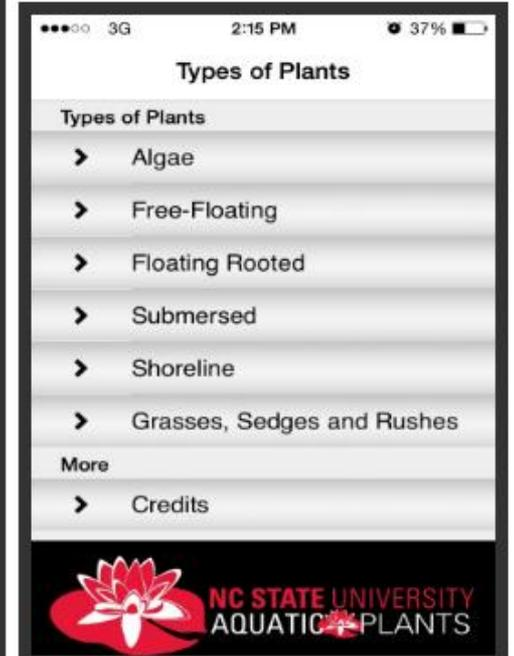 3G 2:15 PM 37%
Types of Plants
Types of Plants
Algae
Free-Floating
Floating Rooted
Submersed
Shoreline
Grasses, Sedges and Rushes
More
Credits
NC STATE UNIVERSITY
AQUATIC PLANTS